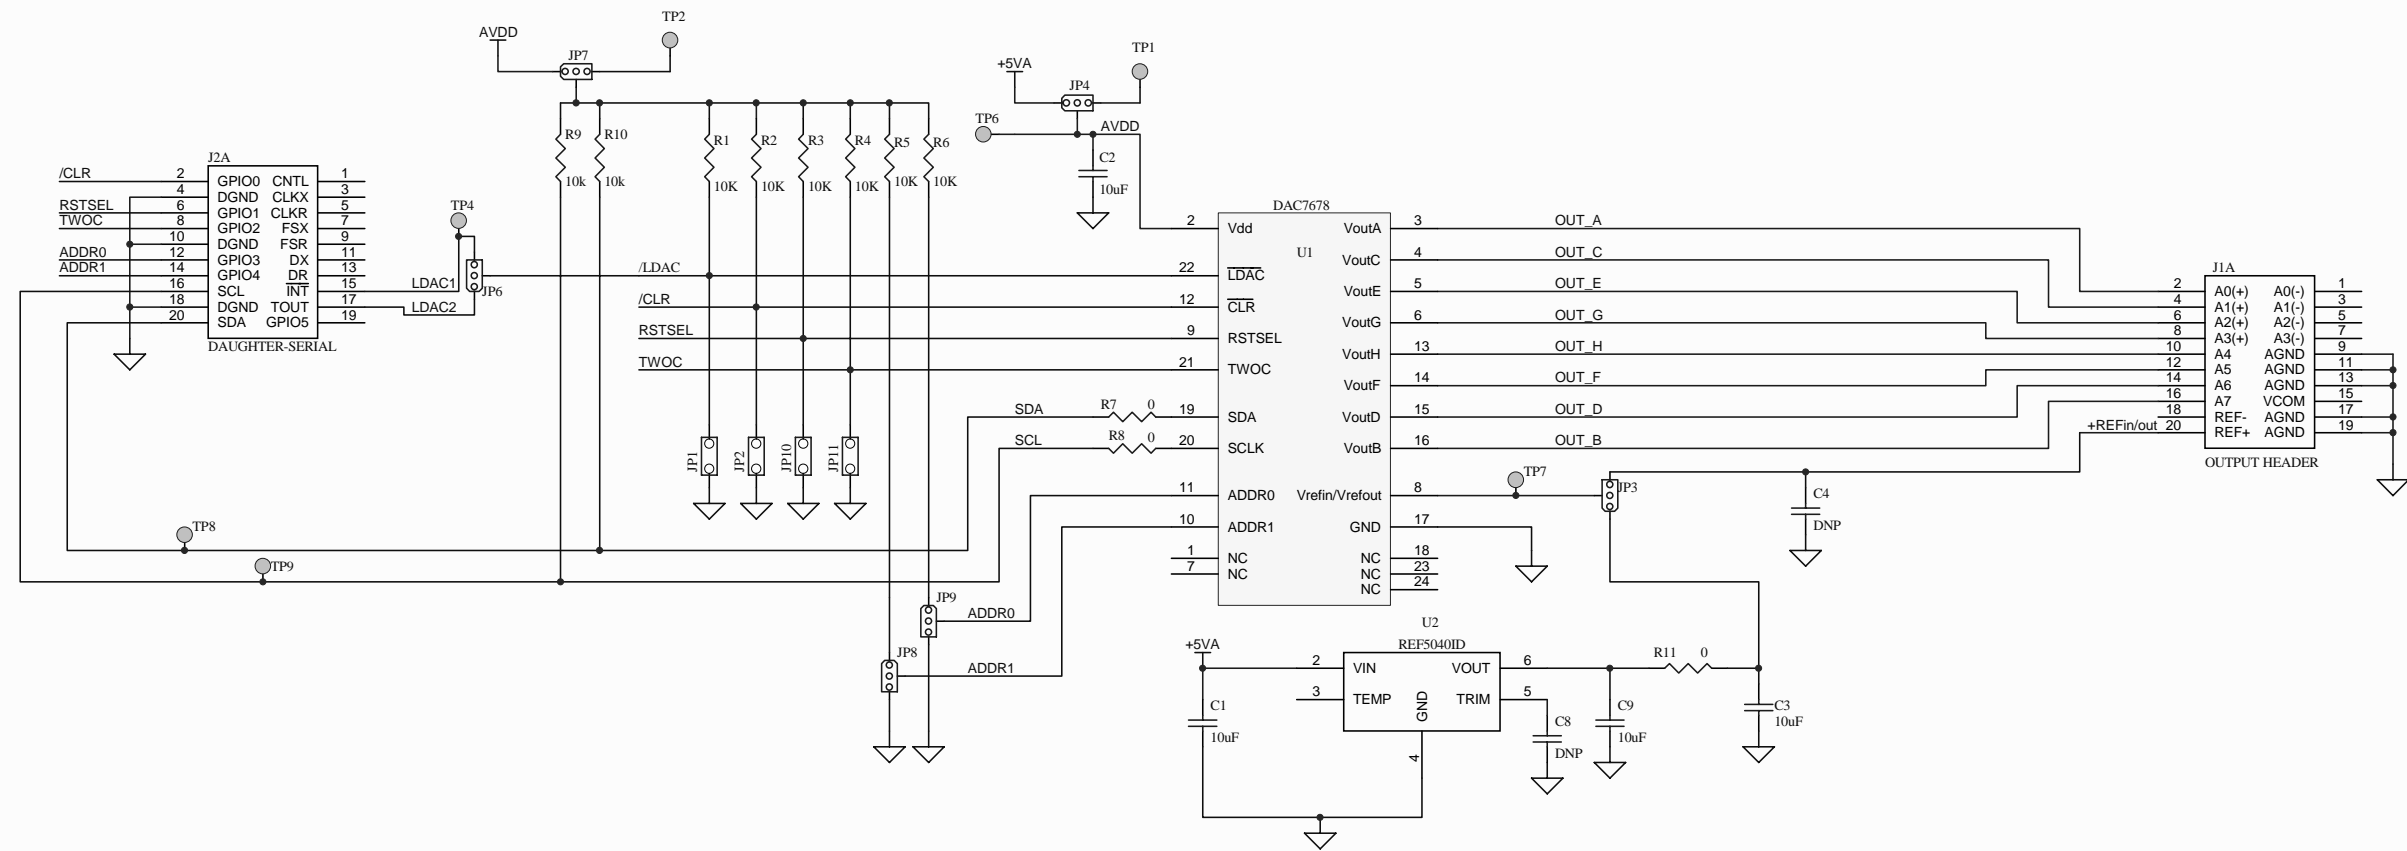 TP2
AVDD
JP7
TP1
+5VA
JP4
TP6
AVDD
C2
10uF
R9
10k
R10
10k
R1
10K
R2
10K
R3
10K
R4
10K
R5
10K
R6
10K
J2A
/CLR 2 GPIO0 CNTL 1
4 DGND CLKX 3
RSTSEL 6 GPIO1 CLKR 5
TWOC 8 GPIO2 FSX 7
10 DGND FSR 9
ADDR0 12 GPIO3 DX 11
ADDR1 14 GPIO4 DR 13
16 SCL INT 15 LDAC1
18 DGND TOUT 17 LDAC2
20 SDA GPIO5 19
DAUGHTER-SERIAL
TP4
JP6
DAC7678
U1
2 Vdd VoutA 3 OUT_A
VoutC 4 OUT_C
/LDAC 22 LDAC
VoutE 5 OUT_E
/CLR 12 CLR
VoutG 6 OUT_G
RSTSEL 9 RSTSEL
VoutH 13 OUT_H
TWOC 21 TWOC
VoutF 14 OUT_F
SDA R7 0 19 SDA VoutD 15 OUT_D
SCL R8 0 20 SCLK VoutB 16 OUT_B
11 ADDR0 Vrefin/Vrefout 8
10 ADDR1 GND 17
1 NC NC 18
7 NC NC 23
NC 24
JP1
JP2
JP10
JP11
TP7
JP3
C4
DNP
J1A
2 A0(+) A0(-) 1
4 A1(+) A1(-) 3
6 A2(+) A2(-) 5
8 A3(+) A3(-) 7
10 A4 AGND 9
12 A5 AGND 11
14 A6 AGND 13
16 A7 VCOM 15
18 REF- AGND 17
+REFin/out 20 REF+ AGND 19
OUTPUT HEADER
TP8
TP9
JP9
ADDR0
JP8
ADDR1
U2
REF5040ID
+5VA
2 VIN VOUT 6
3 TEMP TRIM 5
GND
4
R11 0
C1
10uF
C8
DNP
C9
10uF
C3
10uF